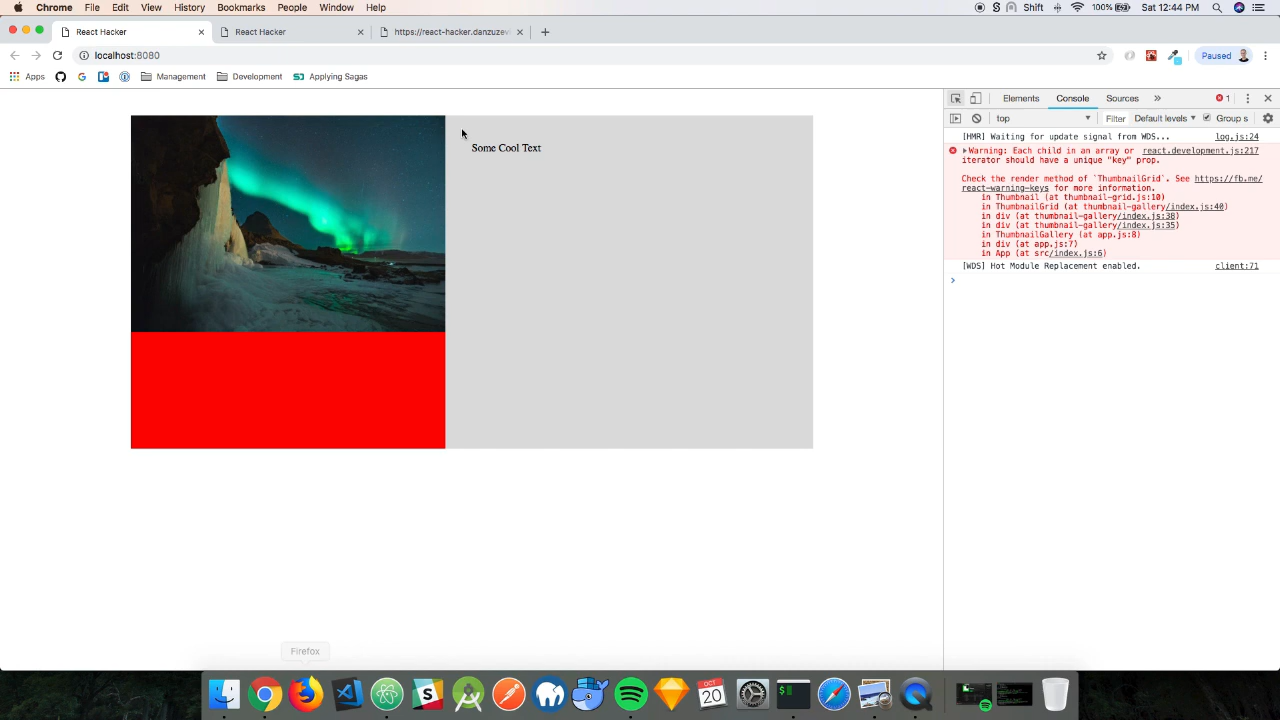 Chrome File Edit View History Bookmarks People Window Help Shift 100% Sat 12:44 PM
React Hacker React Hacker https://react-hacker.danzuzevi
localhost:8080 Paused
Apps Management Development Applying Sagas
Elements Console Sources 1
top Filter Default levels Group s
[HMR] Waiting for update signal from WDS... log.js:24
Warning: Each child in an array or react.development.js:217
iterator should have a unique "key" prop.
Check the render method of `ThumbnailGrid`. See https://fb.me/
react-warning-keys for more information.
in Thumbnail (at thumbnail-grid.js:10)
in ThumbnailGrid (at thumbnail-gallery/index.js:40)
in div (at thumbnail-gallery/index.js:38)
in div (at thumbnail-gallery/index.js:35)
in ThumbnailGallery (at app.js:8)
in div (at app.js:7)
in App (at src/index.js:6)
[WDS] Hot Module Replacement enabled. client:71
Some Cool Text
Firefox
OCT
20